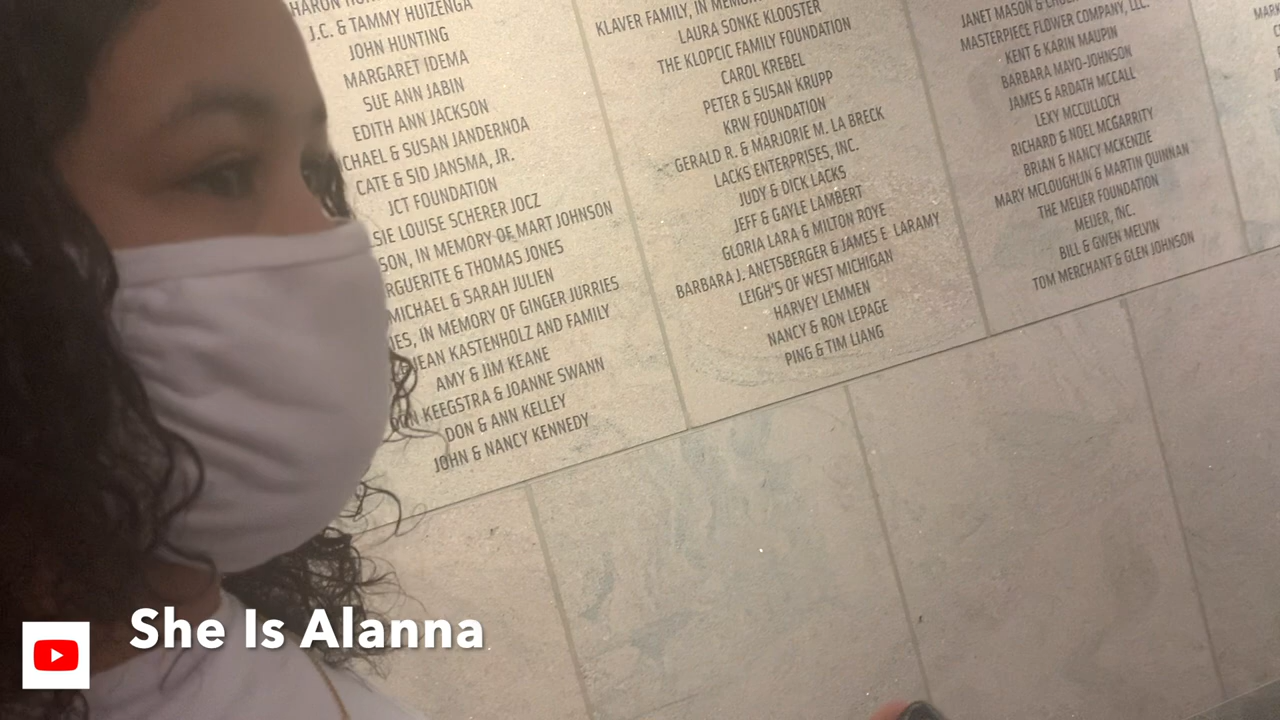 J.C. & TAMMY HUIZENGA
JOHN HUNTING
MARGARET IDEMA
SUE ANN JABIN
EDITH ANN JACKSON
CHAEL & SUSAN JANDERNOA
CATE & SID JANSMA, JR.
JCT FOUNDATION
SIE LOUISE SCHERER JOCZ
SON, IN MEMORY OF MART JOHNSON
RGUERITE & THOMAS JONES
MICHAEL & SARAH JULIEN
IES, IN MEMORY OF GINGER JURRIES
JEAN KASTENHOLZ AND FAMILY
AMY & JIM KEANE
DON KEEGSTRA & JOANNE SWANN
DON & ANN KELLEY
JOHN & NANCY KENNEDY
KLAVER FAMILY, IN
LAURA SONKE KLOOSTER
THE KLOPCIC FAMILY FOUNDATION
CAROL KREBEL
PETER & SUSAN KRUPP
KRW FOUNDATION
GERALD R. & MARJORIE M. LA BRECK
LACKS ENTERPRISES, INC.
JUDY & DICK LACKS
JEFF & GAYLE LAMBERT
GLORIA LARA & MILTON ROYE
BARBARA J. ANETSBERGER & JAMES E. LARAMY
LEIGH'S OF WEST MICHIGAN
HARVEY LEMMEN
NANCY & RON LEPAGE
PING & TIM LIANG
JANET MASON &
MASTERPIECE FLOWER COMPANY, LLC.
KENT & KARIN MAUPIN
BARBARA MAYO-JOHNSON
JAMES & ARDATH MCCALL
LEXY MCCULLOCH
RICHARD & NOEL MCGARRITY
BRIAN & NANCY MCKENZIE
MARY MCLOUGHLIN & MARTIN QUINNAN
THE MEIJER FOUNDATION
MEIJER, INC.
BILL & GWEN MELVIN
TOM MERCHANT & GLEN JOHNSON
She Is Alanna